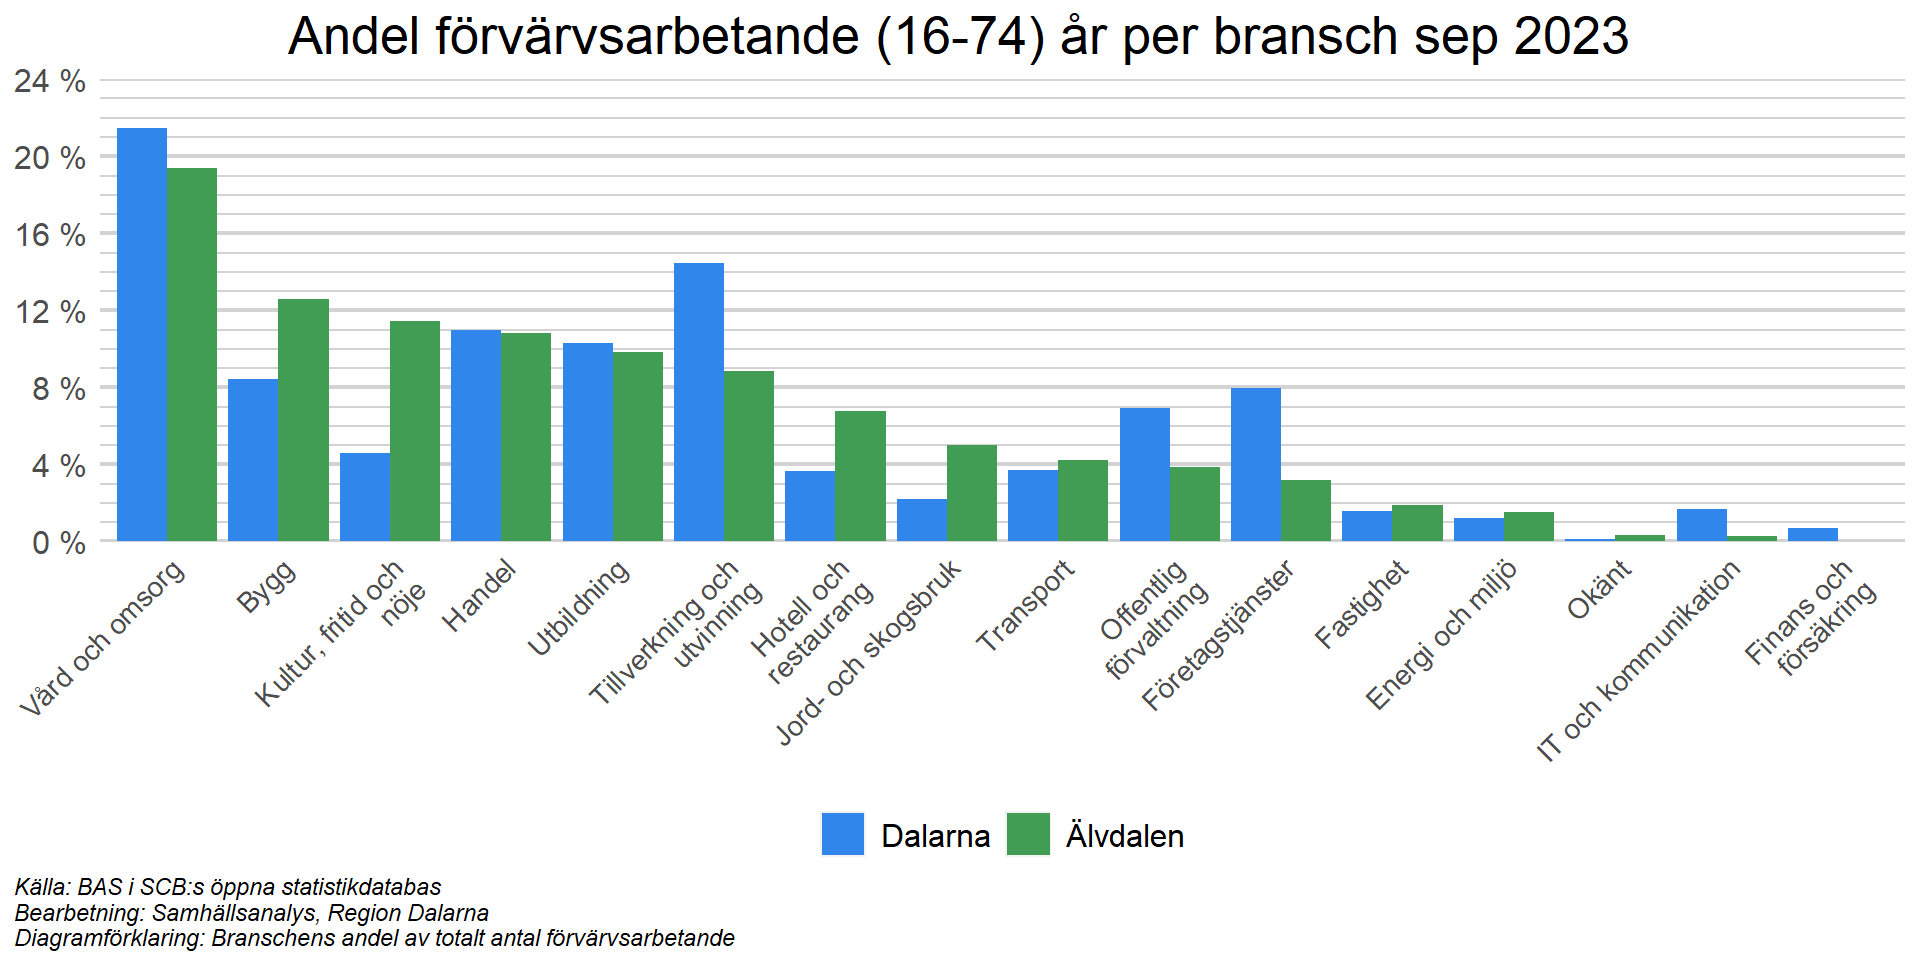 Andel förvärvsarbetande (16-74) år per bransch sep 2023
24 %
20 %
16 %
12 %
8 %
4 %
0 %
Vård och omsorg
Bygg
Kultur, fritid och
nöje
Handel
Utbildning
Tillverkning och
utvinning
Hotell och
restaurang
Jord- och skogsbruk
Transport
Offentlig
förvaltning
Företagstjänster
Fastighet
Energi och miljö
Okänt
IT och kommunikation
Finans och
försäkring
Dalarna
Älvdalen
Källa: BAS i SCB:s öppna statistikdatabas
Bearbetning: Samhällsanalys, Region Dalarna
Diagramförklaring: Branschens andel av totalt antal förvärvsarbetande